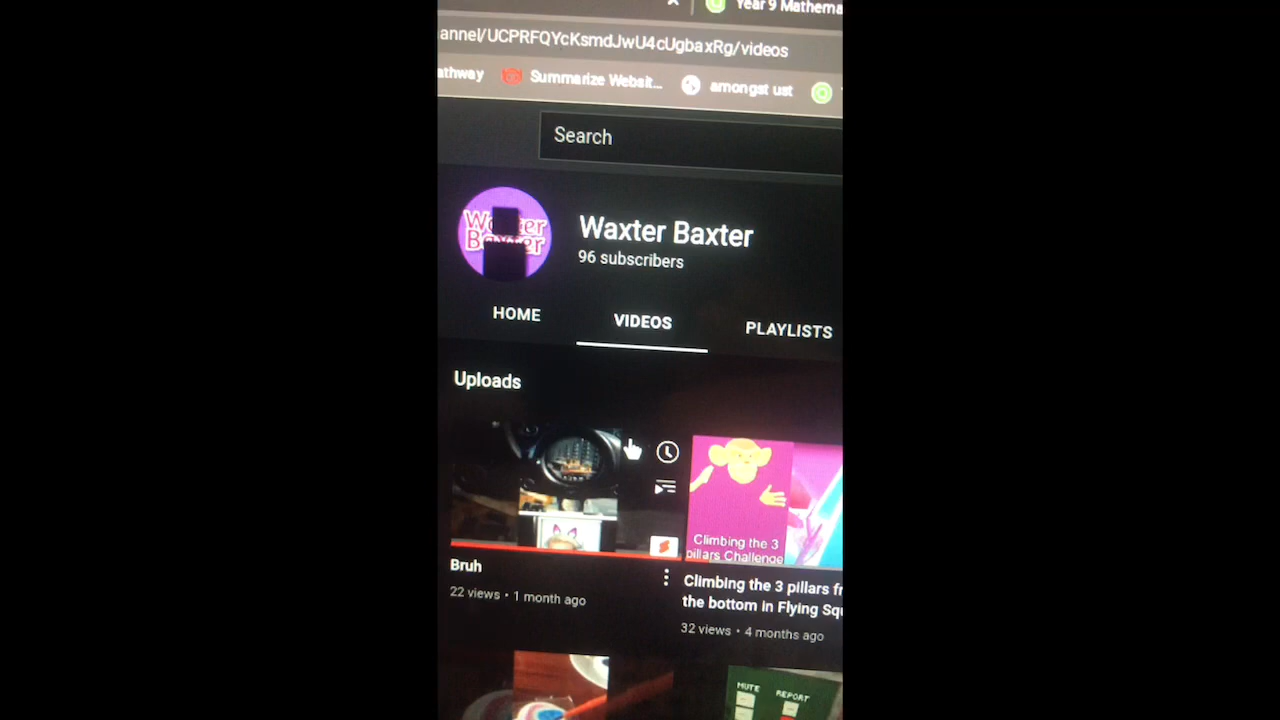 Year 9 Mathema
annel/UCPRFQYcKsmdJwU4cUgbaxRg/videos
athway Summarize Websit... amongst ust
Search
Waxter Baxter
96 subscribers
HOME VIDEOS PLAYLISTS
Uploads
Climbing the 3
pillars Challenge
Bruh
22 views • 1 month ago
Climbing the 3 pillars fr
the bottom in Flying Squ
32 views • 4 months ago
MUTE REPORT